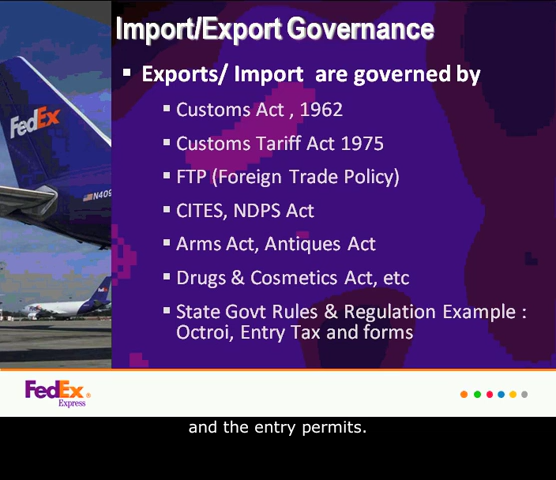 Import/Export Governance
▪ Exports/ Import are governed by
▪ Customs Act , 1962
▪ Customs Tariff Act 1975
▪ FTP (Foreign Trade Policy)
▪ CITES, NDPS Act
▪ Arms Act, Antiques Act
▪ Drugs & Cosmetics Act, etc
▪ State Govt Rules & Regulation Example :
Octroi, Entry Tax and forms
FedEx
N409
FedEx
FedEx
Express
and the entry permits.